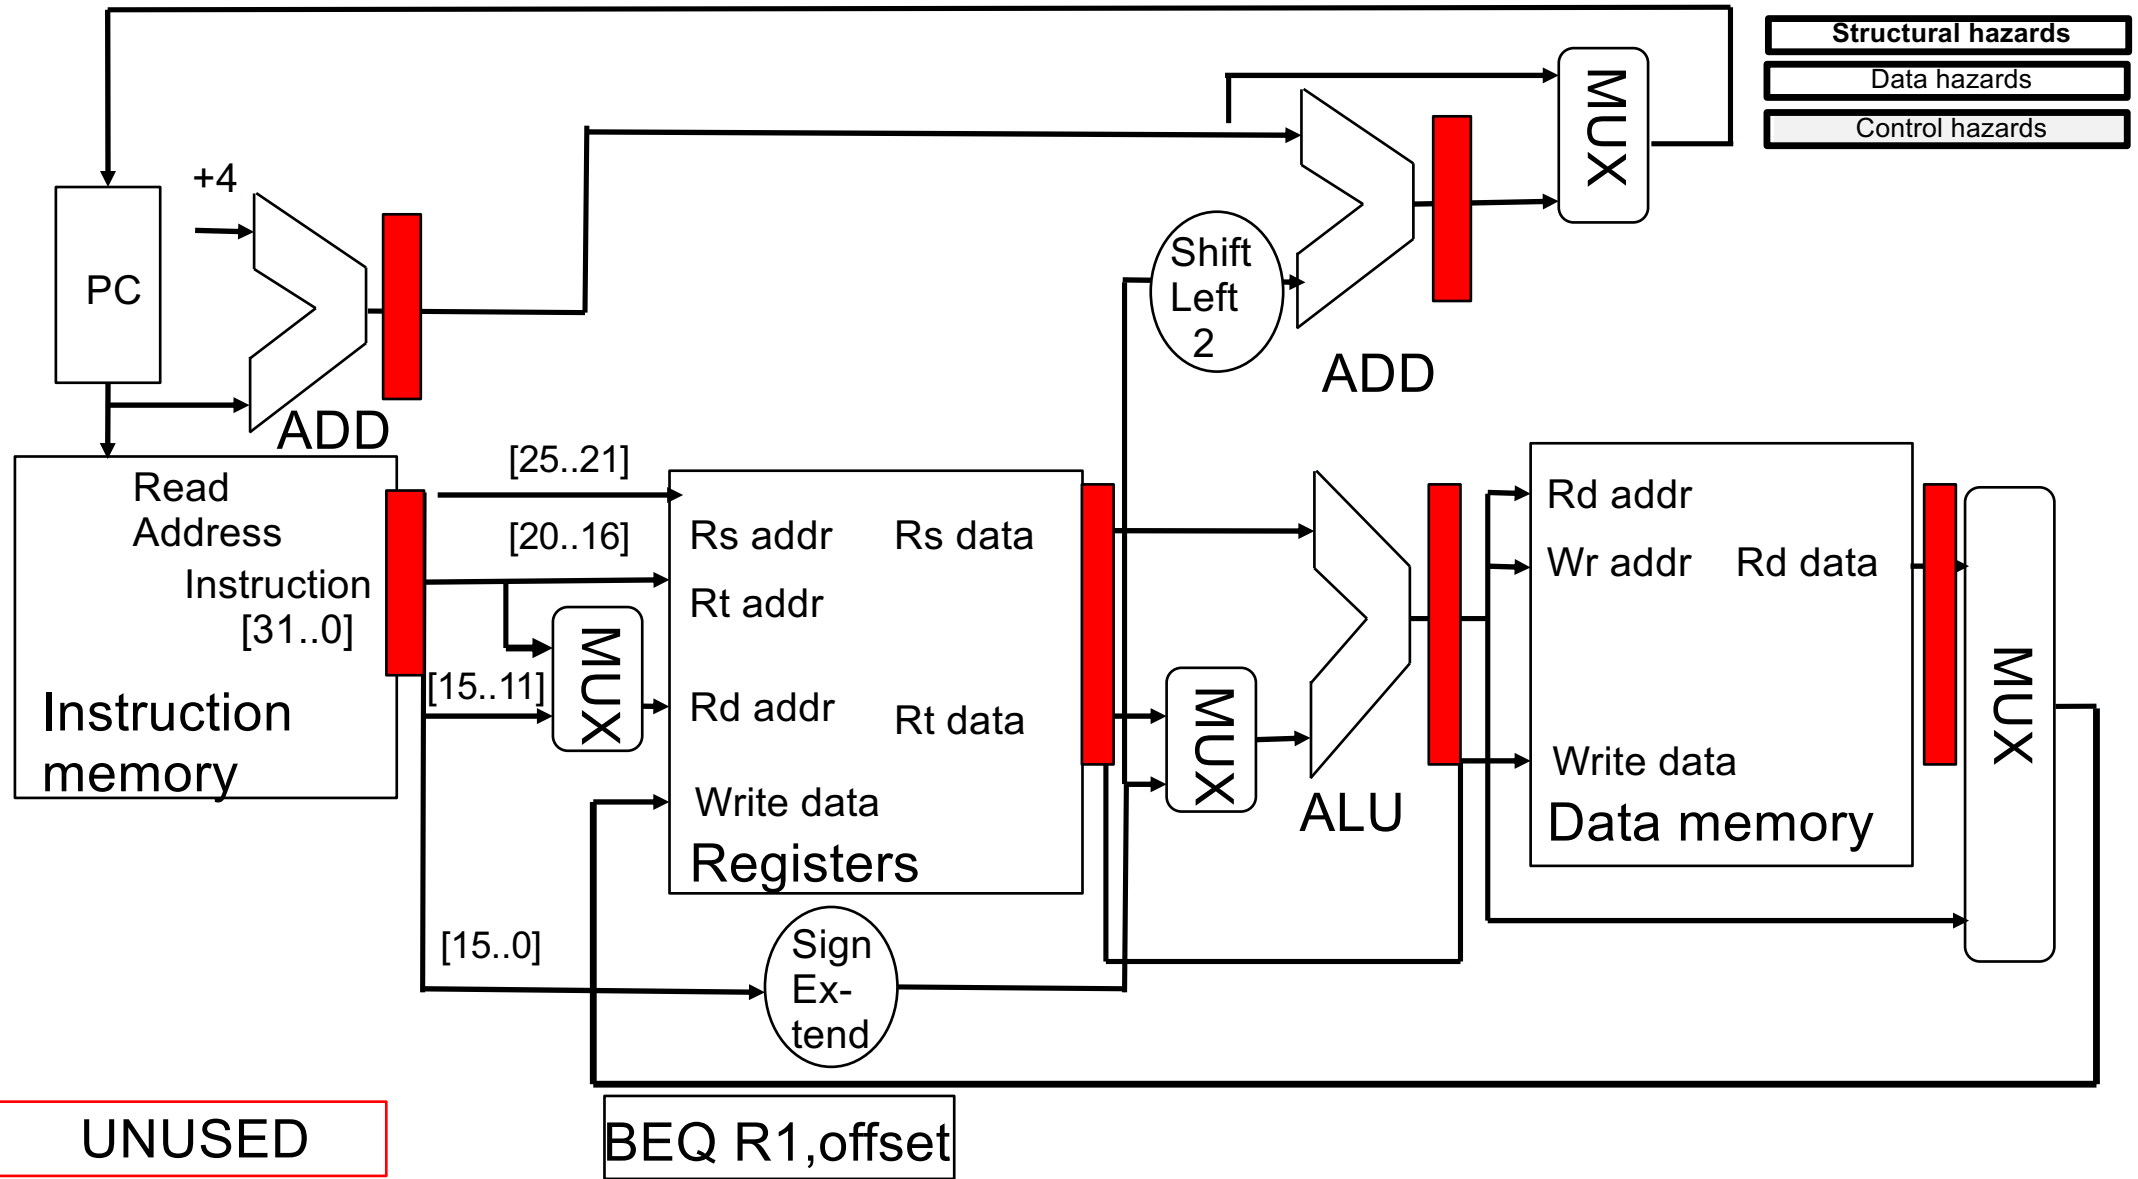 Structural hazards
Data hazards
Control hazards
MUX
+4
PC
ADD
Shift
Left
2
ADD
Read
Address
Instruction
[31..0]
Instruction
memory
[25..21]
[20..16]
[15..11]
MUX
[15..0]
Rs addr
Rs data
Rt addr
Rd addr
Rt data
Write data
Registers
Sign
Ex-
tend
MUX
ALU
Rd addr
Wr addr
Rd data
Write data
Data memory
MUX
UNUSED
BEQ R1,offset